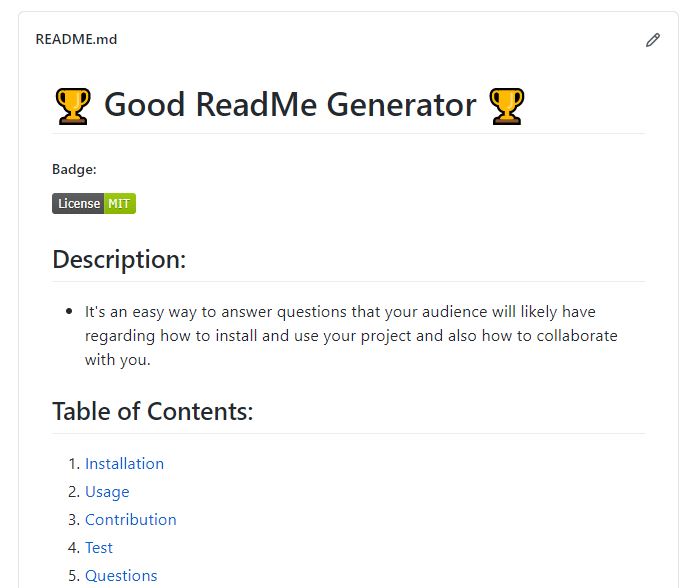 README.md
🏆 Good ReadMe Generator 🏆
Badge:
License MIT
Description:
• It's an easy way to answer questions that your audience will likely have
regarding how to install and use your project and also how to collaborate
with you.
Table of Contents:
1. Installation
2. Usage
3. Contribution
4. Test
5. Questions